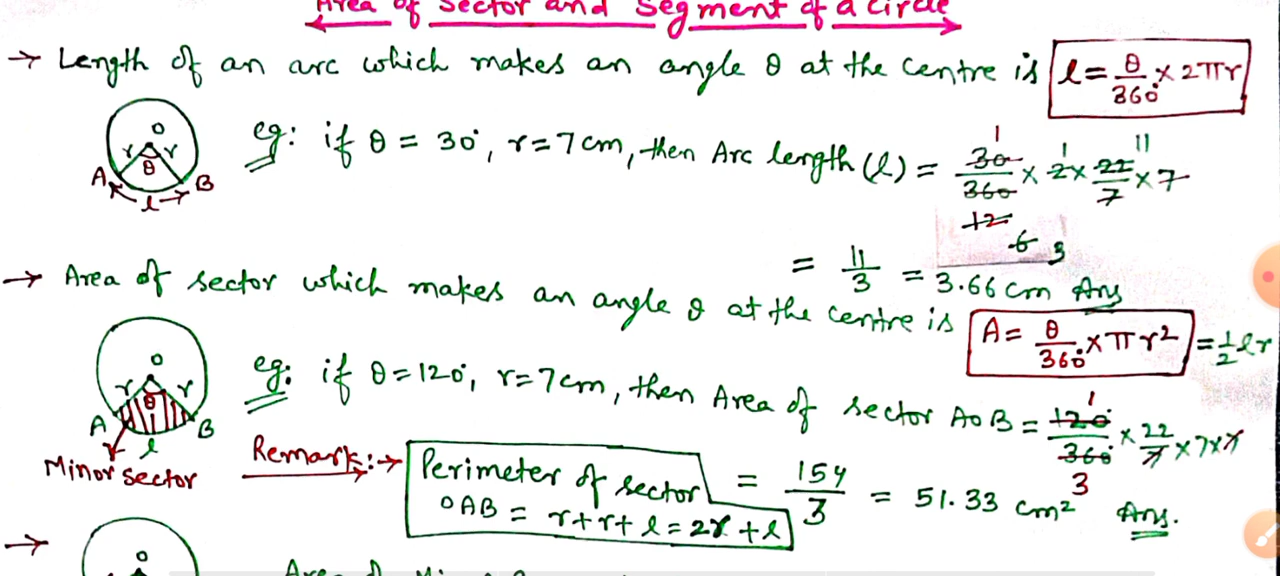 Area of sector and segment of a circle
→ Length of an arc which makes an angle θ at the centre is l = θ/360° × 2πr
O
r r
θ
A B
l
eg: if θ = 30°, r = 7cm, then Arc length (l) = 30/360 × 2 × 22/7 × 7
1 1 11
12 6 3
= 11/3 = 3.66 cm Ans
→ Area of sector which makes an angle θ at the centre is A = θ/360° × πr² = 1/2 lr
O
r r
θ
A B
l
Minor sector
eg: if θ = 120°, r = 7cm, then Area of sector AOB = 120°/360° × 22/7 × 7 × 7
1
3
= 154/3 = 51.33 cm² Ans.
Remark :→ Perimeter of sector
OAB = r + r + l = 2r + l
→
O